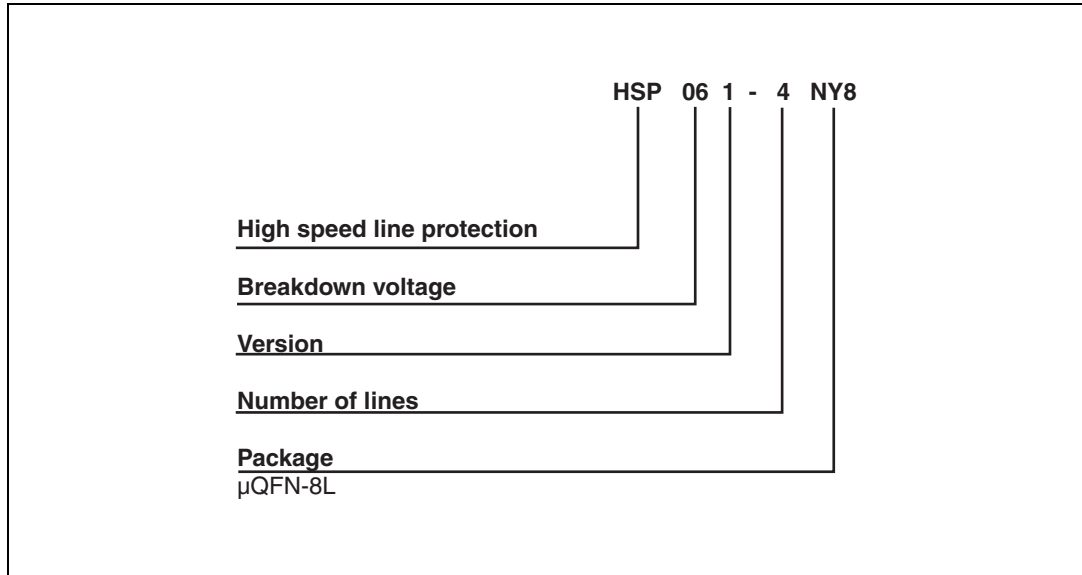 HSP 06 1 - 4 NY8
High speed line protection
Breakdown voltage
Version
Number of lines
Package
µQFN-8L